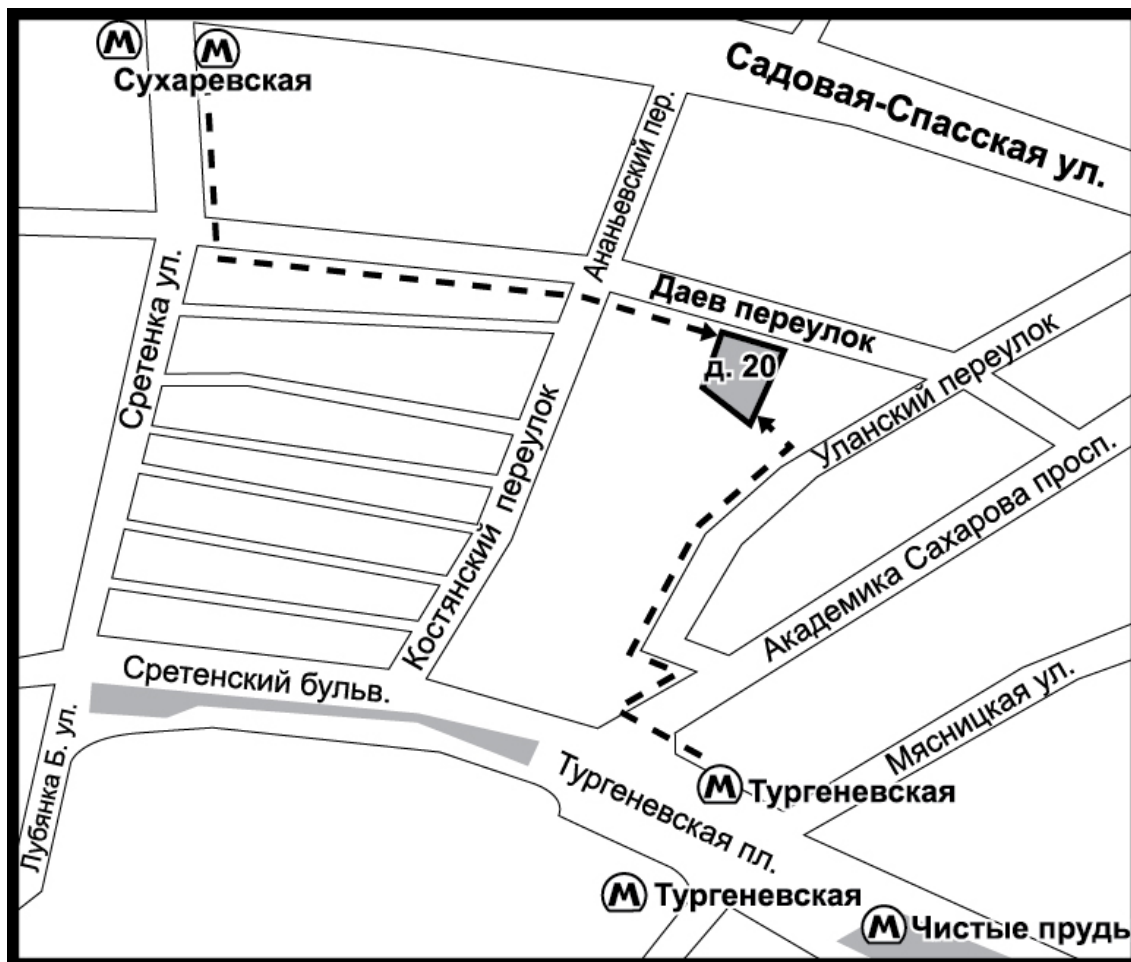 М
М
Сухаревская
Садовая-Спасская ул.
Ананьевский пер.
Сретенка ул.
Даев переулок
д. 20
Уланский переулок
Костянский переулок
Академика Сахарова просп.
Сретенский бульв.
Лубянка Б. ул.
Мясницкая ул.
М Тургеневская
Тургеневская пл.
М Тургеневская
М Чистые пруды